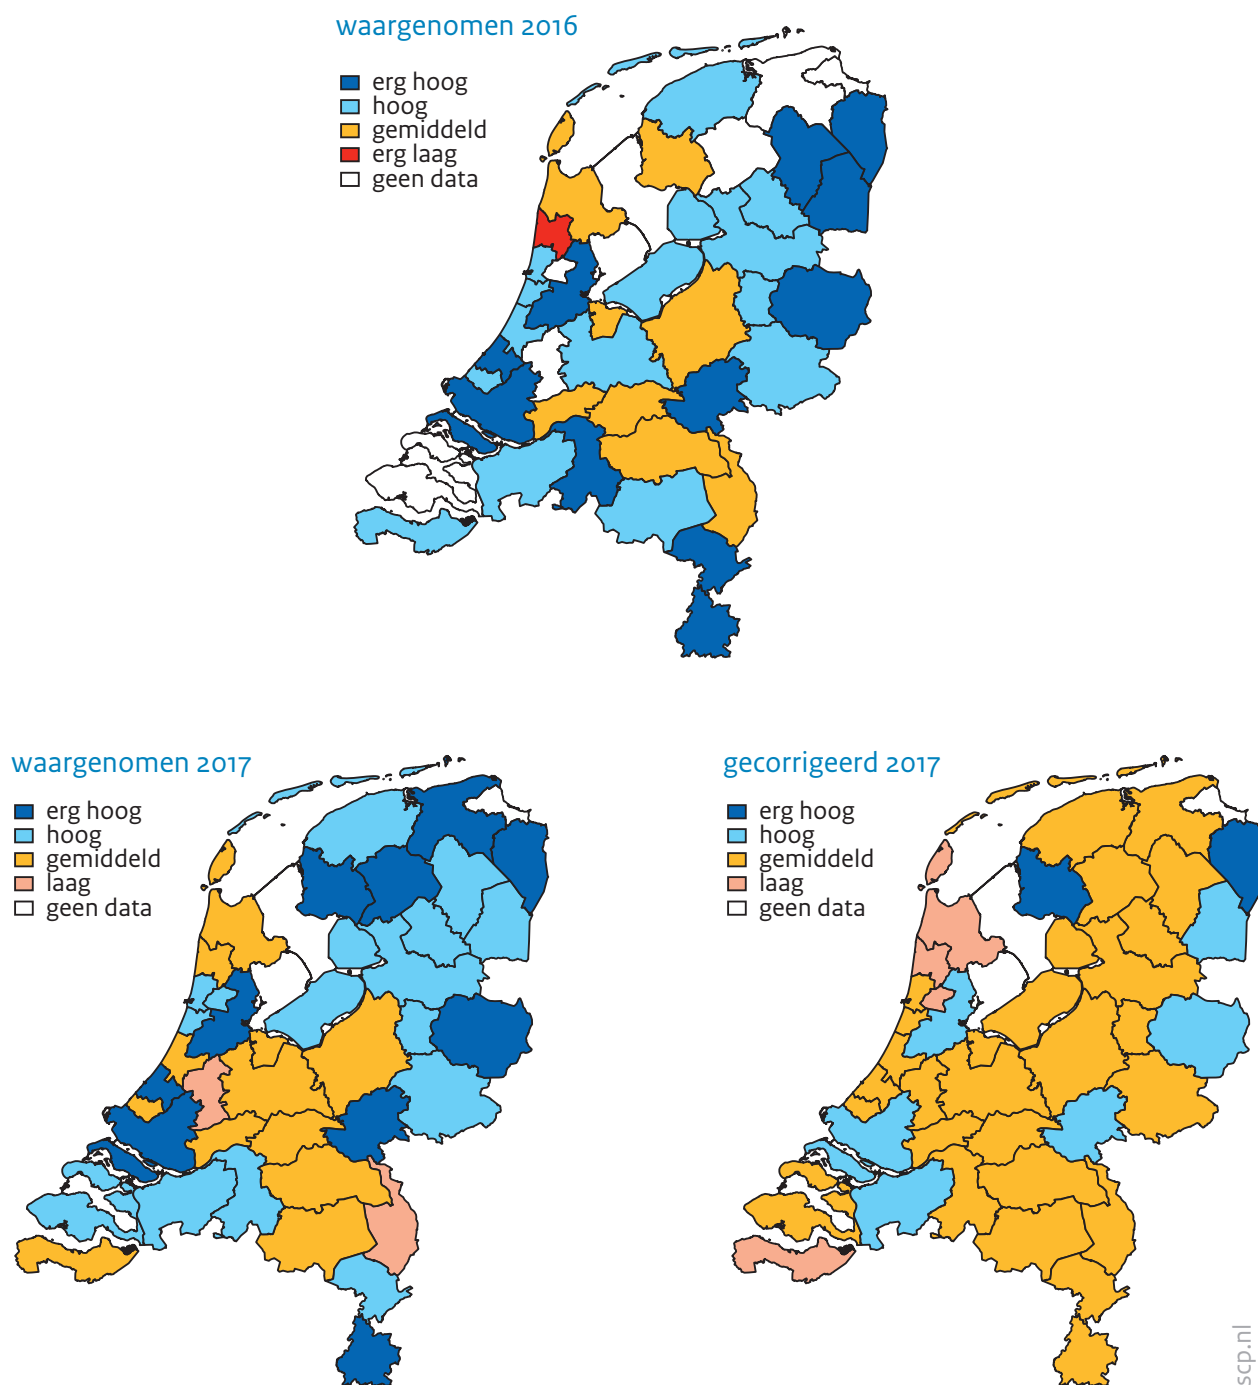 waargenomen 2016
erg hoog
hoog
gemiddeld
erg laag
geen data
waargenomen 2017
erg hoog
hoog
gemiddeld
laag
geen data
gecorrigeerd 2017
erg hoog
hoog
gemiddeld
laag
geen data
scp.nl